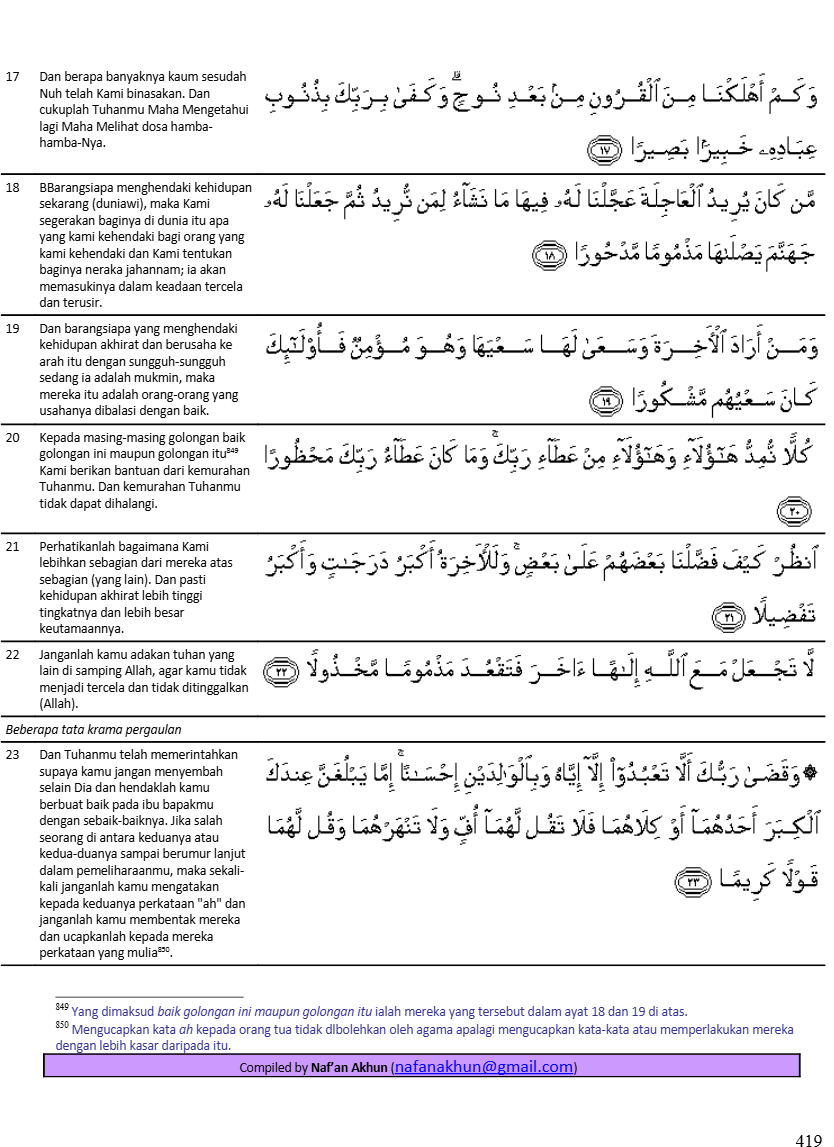 17 Dan berapa banyaknya kaum sesudah
Nuh telah Kami binasakan. Dan
cukuplah Tuhanmu Maha Mengetahui
lagi Maha Melihat dosa hamba-
hamba-Nya.
وَكَمْ أَهْلَكْنَا مِنَ ٱلْقُرُونِ مِنۢ بَعْدِ نُوحٍ ۗ وَكَفَىٰ بِرَبِّكَ بِذُنُوبِ
عِبَادِهِۦ خَبِيرًۢا بَصِيرًا ﴿١٧﴾
18 BBarangsiapa menghendaki kehidupan
sekarang (duniawi), maka Kami
segerakan baginya di dunia itu apa
yang kami kehendaki bagi orang yang
kami kehendaki dan Kami tentukan
baginya neraka jahannam; ia akan
memasukinya dalam keadaan tercela
dan terusir.
مَّن كَانَ يُرِيدُ ٱلْعَاجِلَةَ عَجَّلْنَا لَهُۥ فِيهَا مَا نَشَآءُ لِمَن نُّرِيدُ ثُمَّ جَعَلْنَا لَهُۥ
جَهَنَّمَ يَصْلَىٰهَا مَذْمُومًا مَّدْحُورًا ﴿١٨﴾
19 Dan barangsiapa yang menghendaki
kehidupan akhirat dan berusaha ke
arah itu dengan sungguh-sungguh
sedang ia adalah mukmin, maka
mereka itu adalah orang-orang yang
usahanya dibalasi dengan baik.
وَمَنْ أَرَادَ ٱلْأَخِرَةَ وَسَعَىٰ لَهَا سَعْيَهَا وَهُوَ مُؤْمِنٌ فَأُو۟لَٰٓئِكَ
كَانَ سَعْيُهُم مَّشْكُورًا ﴿١٩﴾
20 Kepada masing-masing golongan baik
golongan ini maupun golongan itu⁸⁴⁹
Kami berikan bantuan dari kemurahan
Tuhanmu. Dan kemurahan Tuhanmu
tidak dapat dihalangi.
كُلًّا نُّمِدُّ هَٰٓؤُلَآءِ وَهَٰٓؤُلَآءِ مِنْ عَطَآءِ رَبِّكَ ۚ وَمَا كَانَ عَطَآءُ رَبِّكَ مَحْظُورًا
﴿٢٠﴾
21 Perhatikanlah bagaimana Kami
lebihkan sebagian dari mereka atas
sebagian (yang lain). Dan pasti
kehidupan akhirat lebih tinggi
tingkatnya dan lebih besar
keutamaannya.
ٱنظُرْ كَيْفَ فَضَّلْنَا بَعْضَهُمْ عَلَىٰ بَعْضٍ ۚ وَلَلْأَخِرَةُ أَكْبَرُ دَرَجَٰتٍ وَأَكْبَرُ
تَفْضِيلًا ﴿٢١﴾
22 Janganlah kamu adakan tuhan yang
lain di samping Allah, agar kamu tidak
menjadi tercela dan tidak ditinggalkan
(Allah).
لَّا تَجْعَلْ مَعَ ٱللَّهِ إِلَٰهًا ءَاخَرَ فَتَقْعُدَ مَذْمُومًا مَّخْذُولًا ﴿٢٢﴾
Beberapa tata krama pergaulan
23 Dan Tuhanmu telah memerintahkan
supaya kamu jangan menyembah
selain Dia dan hendaklah kamu
berbuat baik pada ibu bapakmu
dengan sebaik-baiknya. Jika salah
seorang di antara keduanya atau
kedua-duanya sampai berumur lanjut
dalam pemeliharaanmu, maka sekali-
kali janganlah kamu mengatakan
kepada keduanya perkataan "ah" dan
janganlah kamu membentak mereka
dan ucapkanlah kepada mereka
perkataan yang mulia⁸⁵⁰.
۞ وَقَضَىٰ رَبُّكَ أَلَّا تَعْبُدُوٓا۟ إِلَّآ إِيَّاهُ وَبِٱلْوَٰلِدَيْنِ إِحْسَٰنًا ۚ إِمَّا يَبْلُغَنَّ عِندَكَ
ٱلْكِبَرَ أَحَدُهُمَآ أَوْ كِلَاهُمَا فَلَا تَقُل لَّهُمَآ أُفٍّ وَلَا تَنْهَرْهُمَا وَقُل لَّهُمَا
قَوْلًا كَرِيمًا ﴿٢٣﴾
⁸⁴⁹ Yang dimaksud baik golongan ini maupun golongan itu ialah mereka yang tersebut dalam ayat 18 dan 19 di atas.
⁸⁵⁰ Mengucapkan kata ah kepada orang tua tidak dlbolehkan oleh agama apalagi mengucapkan kata-kata atau memperlakukan mereka
dengan lebih kasar daripada itu.
Compiled by Naf'an Akhun (nafanakhun@gmail.com)
419